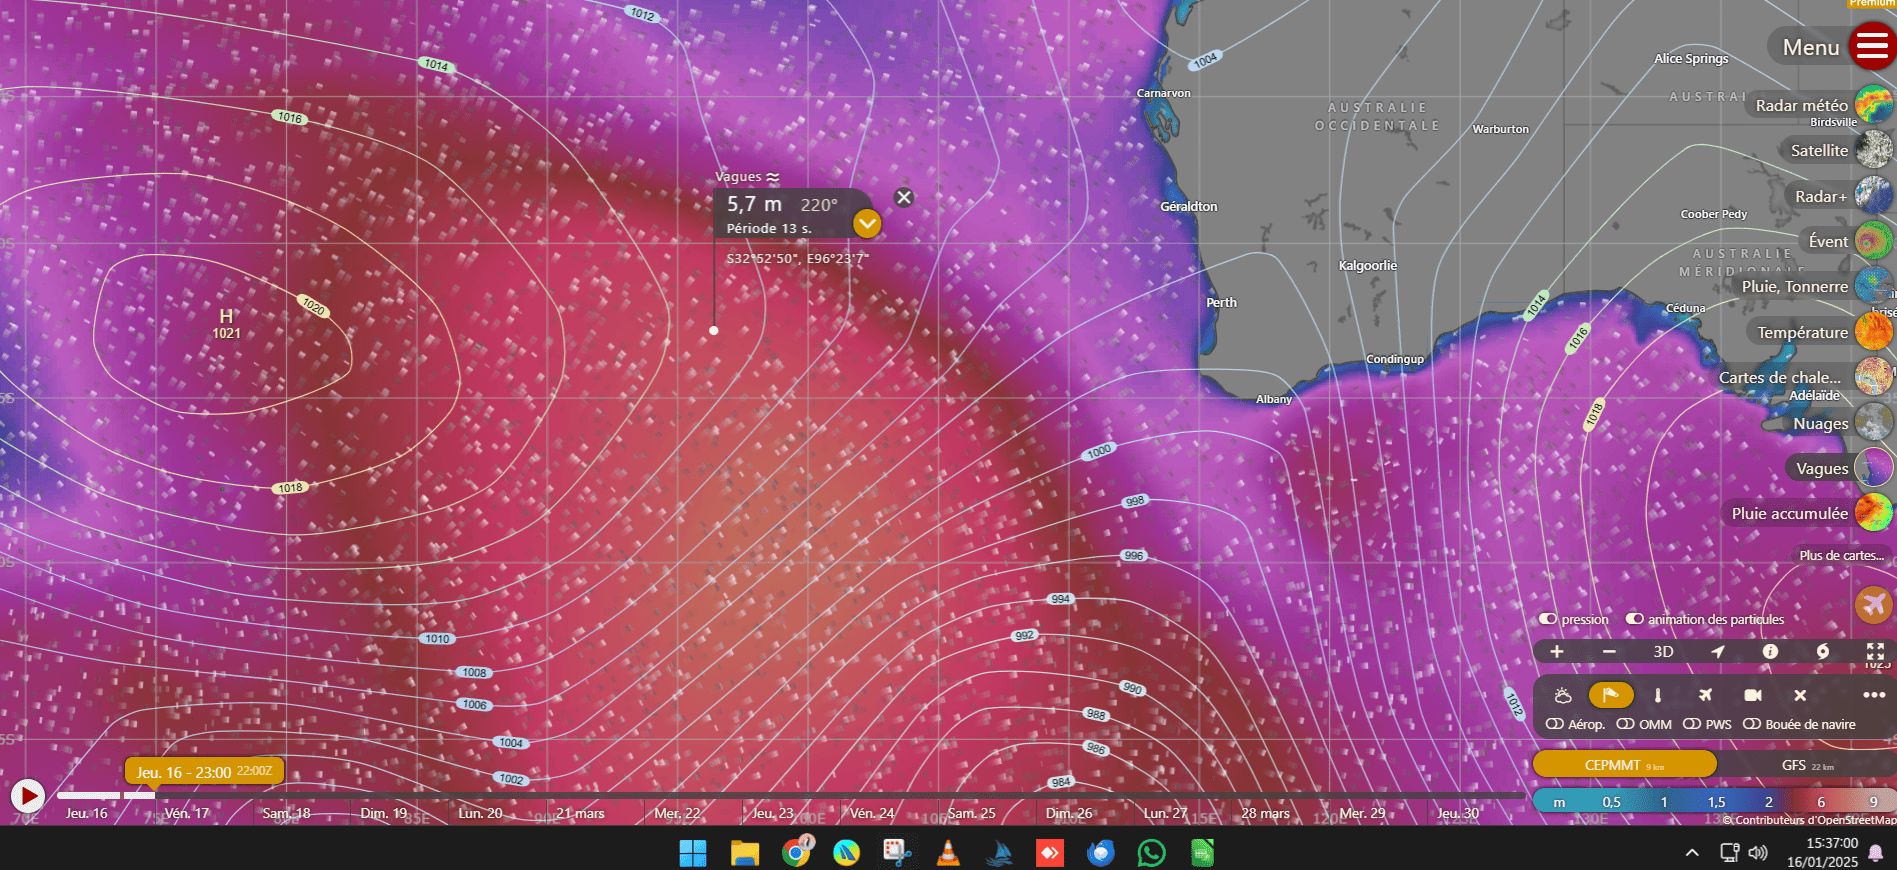 Premium
1012
Menu
1014
1004
Alice Springs
Carnarvon
AUSTRALIE
OCCIDENTALE
AUSTRAL
Radar météo
1016
Warburton
Birdsville
Satellite
Vagues
5,7 m 220°
Période 13 s.
Géraldton
Radar+
Coober Pedy
Évent
S32°52'50", E96°23'7"
Kalgoorlie
AUSTRALIE
MÉRIDIONALE
Pluie, Tonnerre
1020
H
1021
Perth
1014
Céduna
Température
1016
Condingup
Cartes de chale...
Adélaïde
Albany
1018
Nuages
1000
Vagues
1018
998
Pluie accumulée
996
Plus de cartes...
994
pression
animation des particules
1010
992
3D
1008
990
1006
1012
988
Aérop.
OMM
PWS
Bouée de navire
1004
986
CEPMMT 9 km
GFS 22 km
Jeu. 16 - 23:00 22:00Z
1002
984
m 0,5 1 1,5 2 6 9
Jeu. 16
Vén. 17
Sam. 18
Dim. 19
Lun. 20
21 mars
Mer. 22
Jeu. 23
Vén. 24
Sam. 25
Dim. 26
Lun. 27
28 mars
Mer. 29
Jeu. 30
70E
75E
80E
85E
90E
115E
130E
© Contributeurs d'OpenStreetMap
15:37:00
16/01/2025